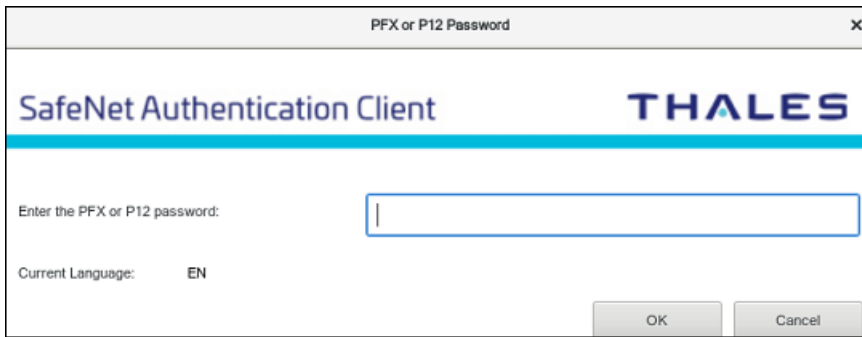 PFX or P12 Password
SafeNet Authentication Client THALES
Enter the PFX or P12 password:
Current Language: EN
OK Cancel